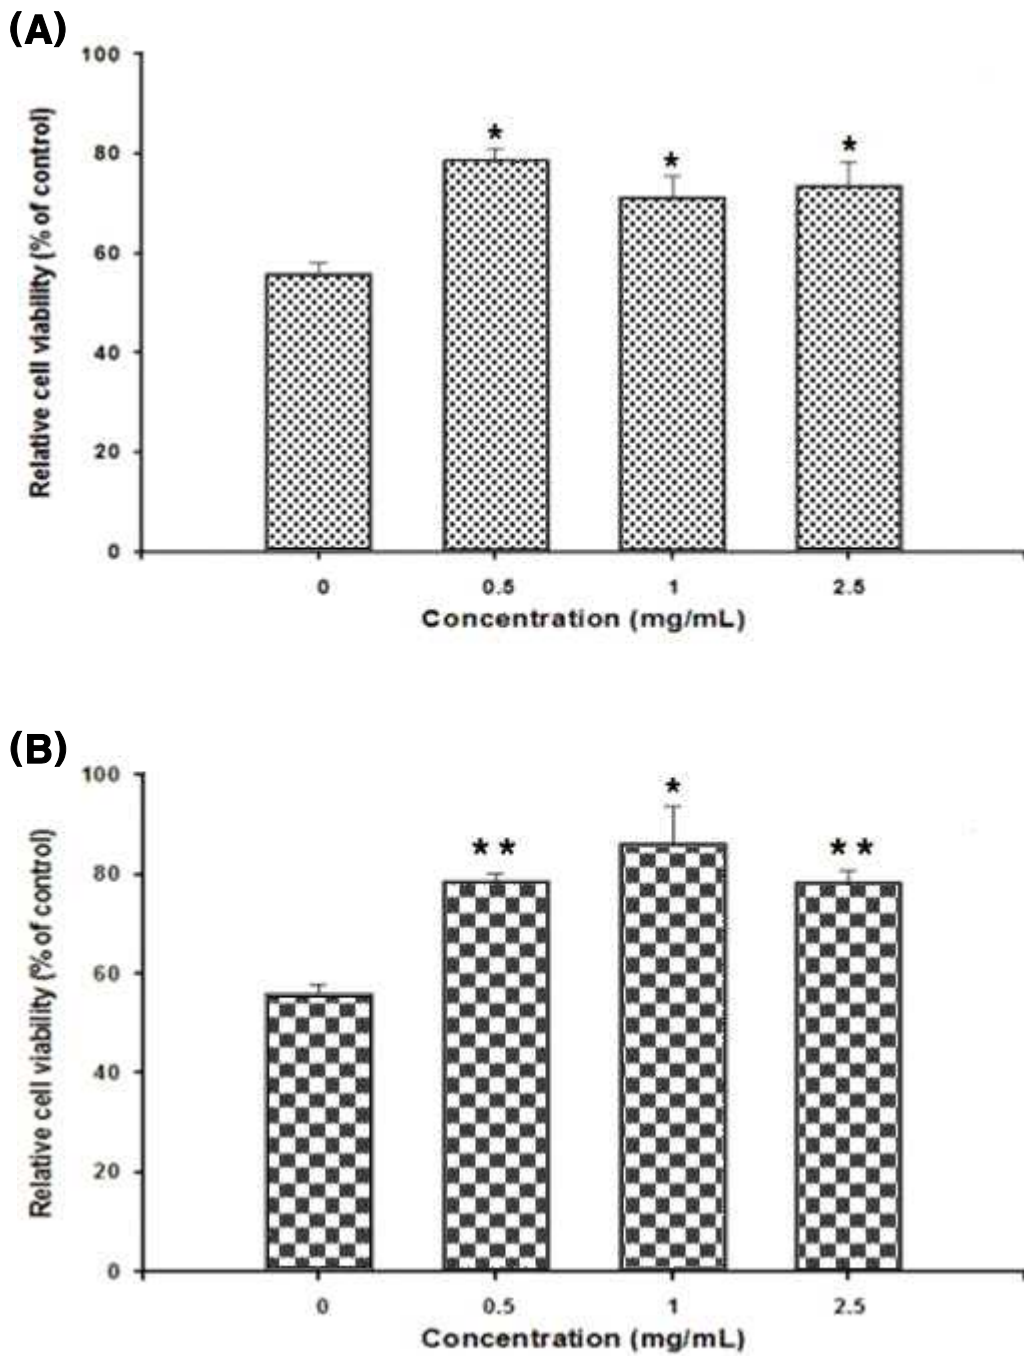 (A)
Relative cell viability (% of control)
100
80
60
40
20
0
*
*
*
0 0.5 1 2.5
Concentration (mg/mL)
(B)
Relative cell viability (% of control)
100
80
60
40
20
0
**
*
**
0 0.5 1 2.5
Concentration (mg/mL)